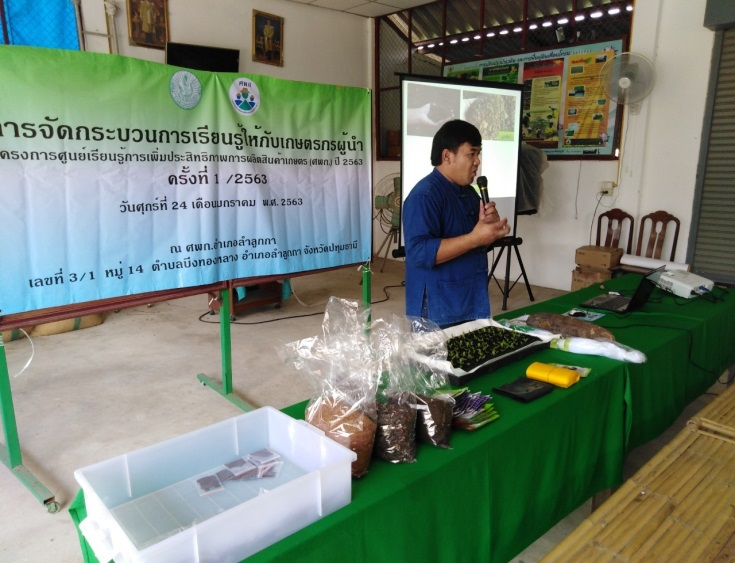 การจัดกระบวนการเรียนรู้ให้กับเกษตรกรผู้นำ
โครงการศูนย์เรียนรู้การเพิ่มประสิทธิภาพการผลิตสินค้าเกษตร (ศพก.) ปี 2563
ครั้งที่ 1 /2563
วันศุกร์ที่ 24 เดือนมกราคม พ.ศ. 2563
ณ ศพก.อำเภอลำลูกกา
เลขที่ 3/1 หมู่ 14 ตำบลบึงทองหลาง อำเภอลำลูกกา จังหวัดปทุมธานี